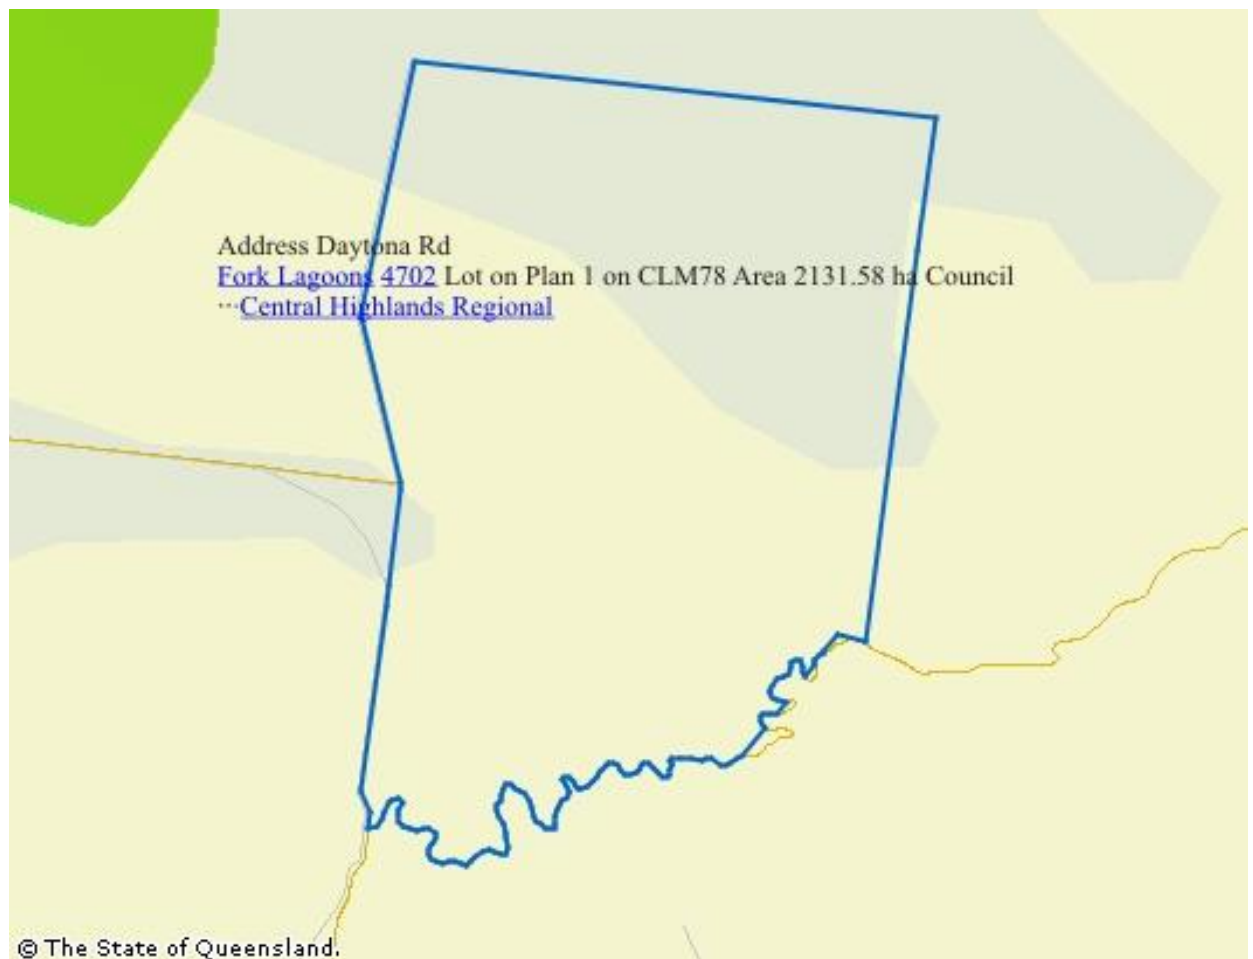 Address Daytona Rd
Fork Lagoons 4702 Lot on Plan 1 on CLM78 Area 2131.58 ha Council
···Central Highlands Regional
© The State of Queensland.